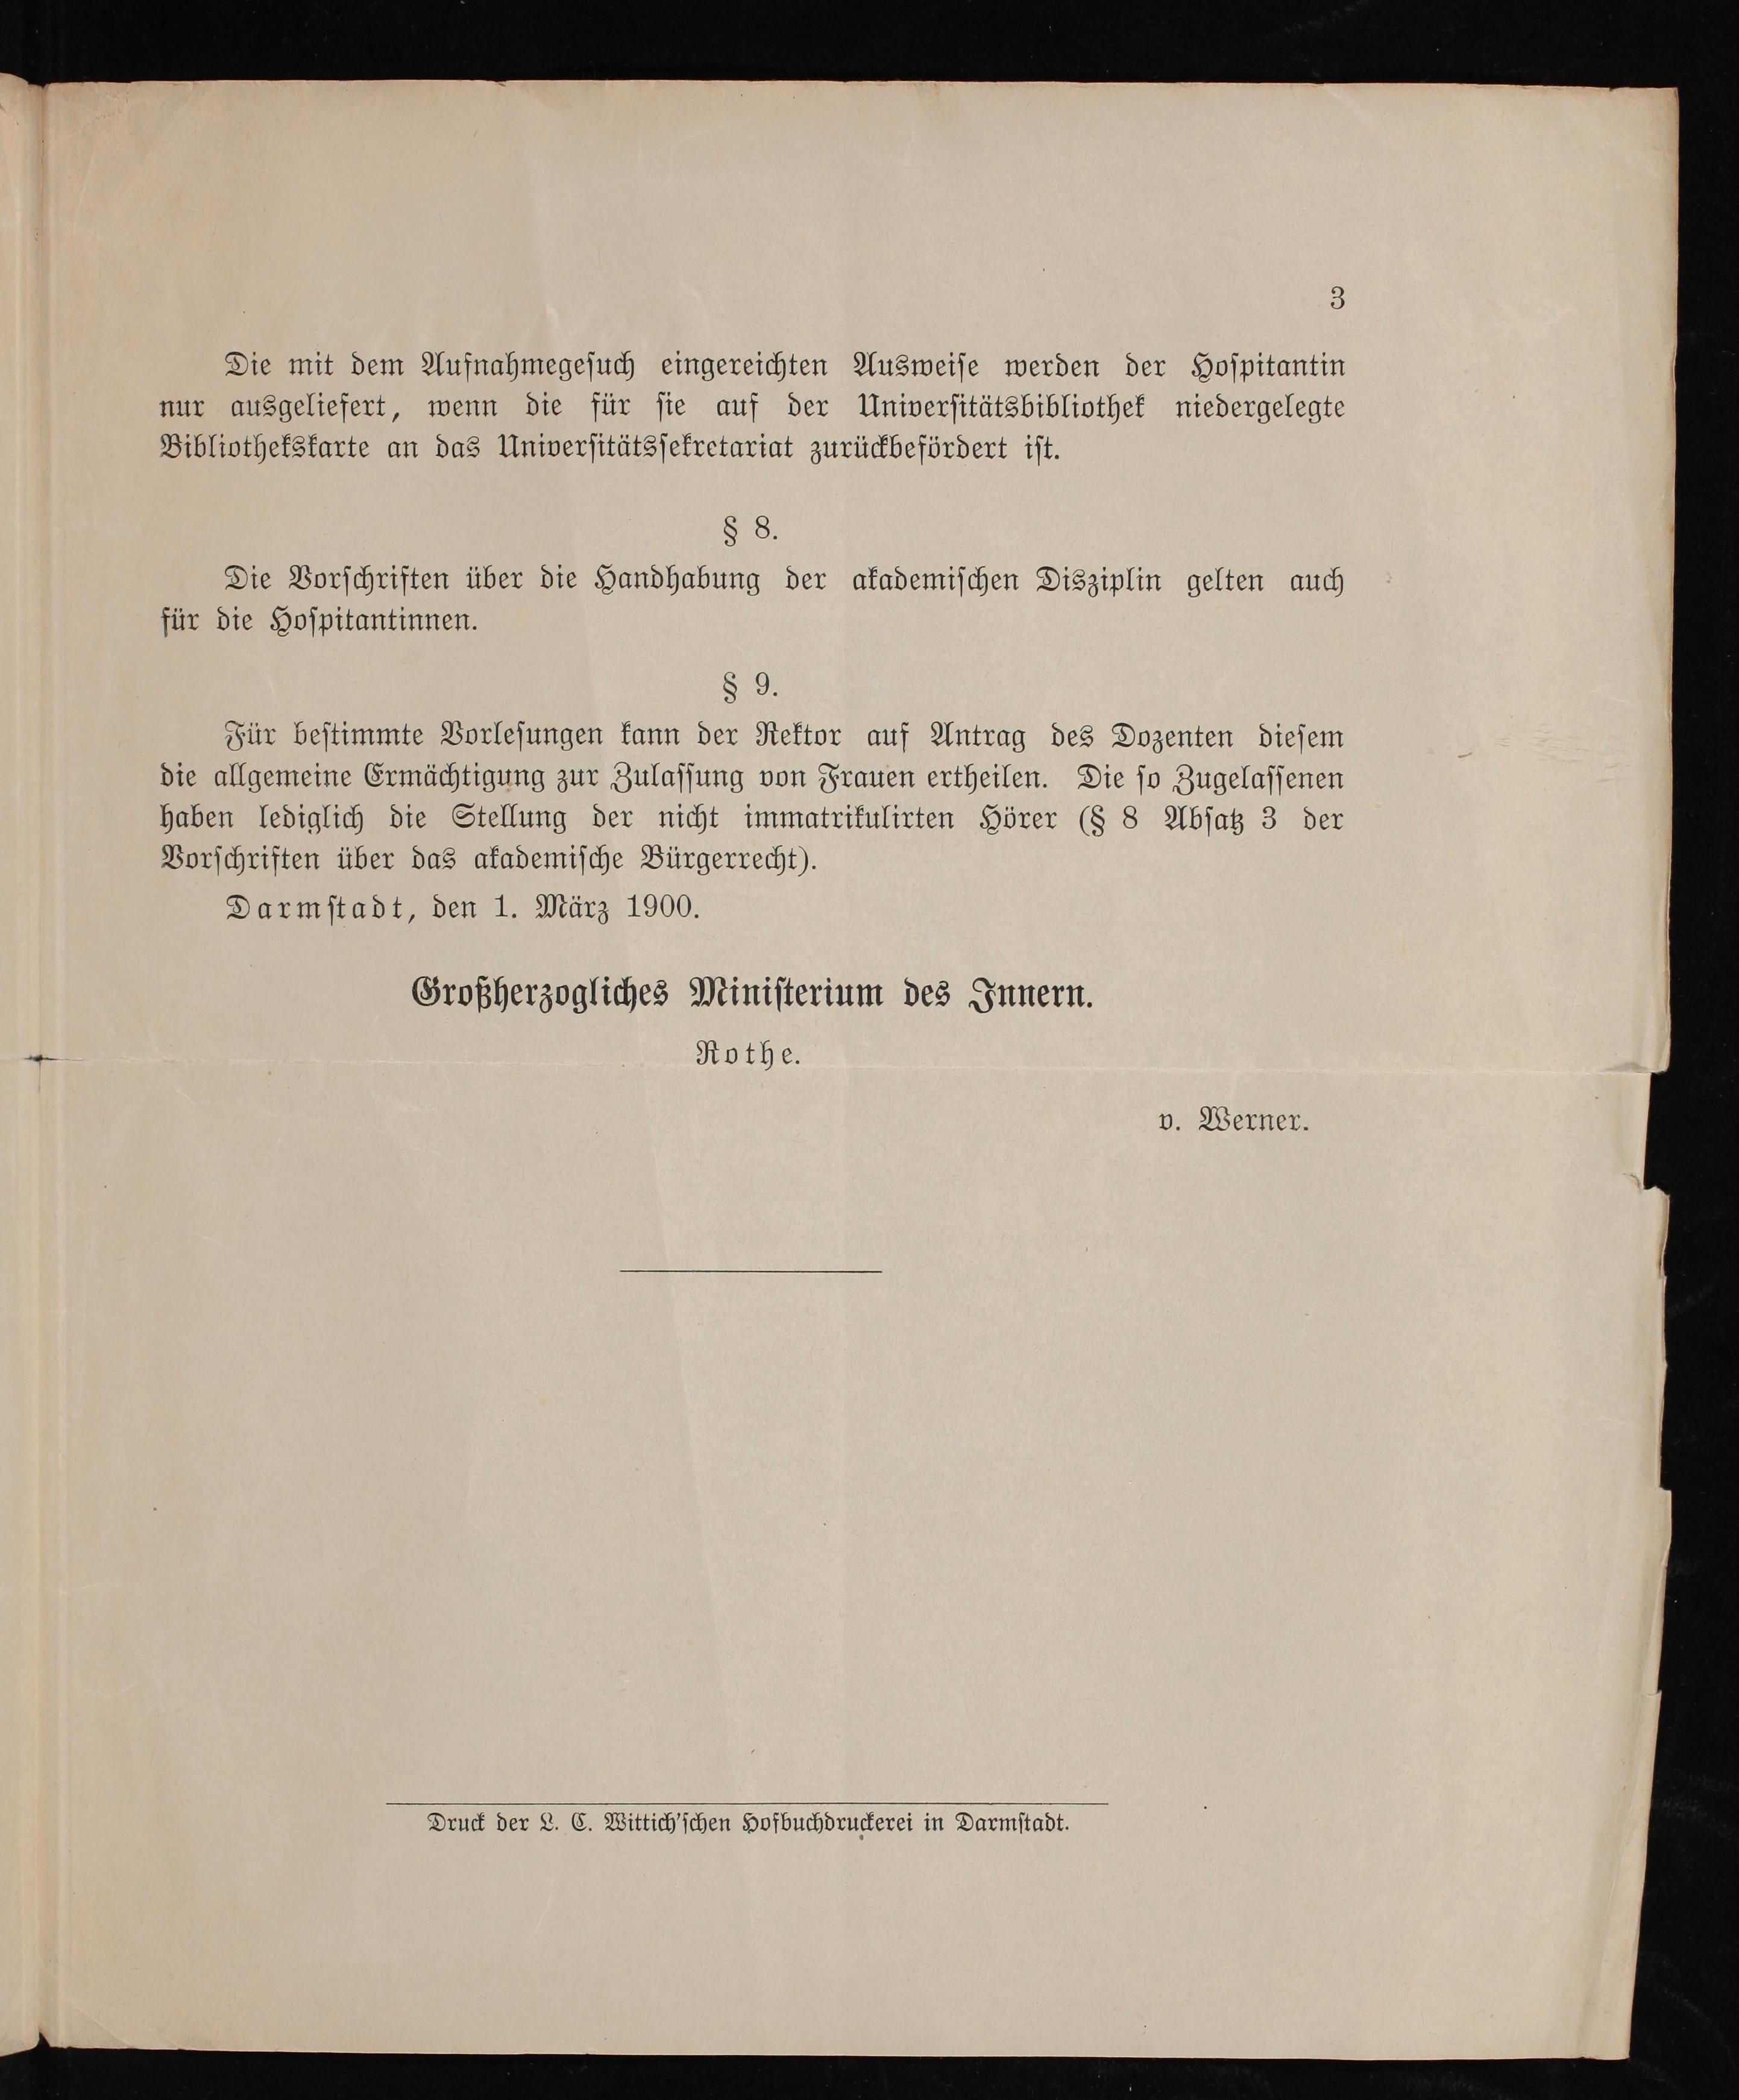 3
Die mit dem Aufnahmegesuch eingereichten Ausweise werden der Hospitantin
nur ausgeliefert, wenn die für sie auf der Universitätsbibliothek niedergelegte
Bibliothekskarte an das Universitätssekretariat zurückbefördert ist.
§ 8.
Die Vorschriften über die Handhabung der akademischen Disziplin gelten auch
für die Hospitantinnen.
§ 9.
Für bestimmte Vorlesungen kann der Rektor auf Antrag des Dozenten diesem
die allgemeine Ermächtigung zur Zulassung von Frauen ertheilen. Die so Zugelassenen
haben lediglich die Stellung der nicht immatrikulirten Hörer (§ 8 Absatz 3 der
Vorschriften über das akademische Bürgerrecht).
Darmstadt, den 1. März 1900.
Großherzogliches Ministerium des Innern.
Rothe.
v. Werner.
Druck der L. C. Wittich'schen Hofbuchdruckerei in Darmstadt.